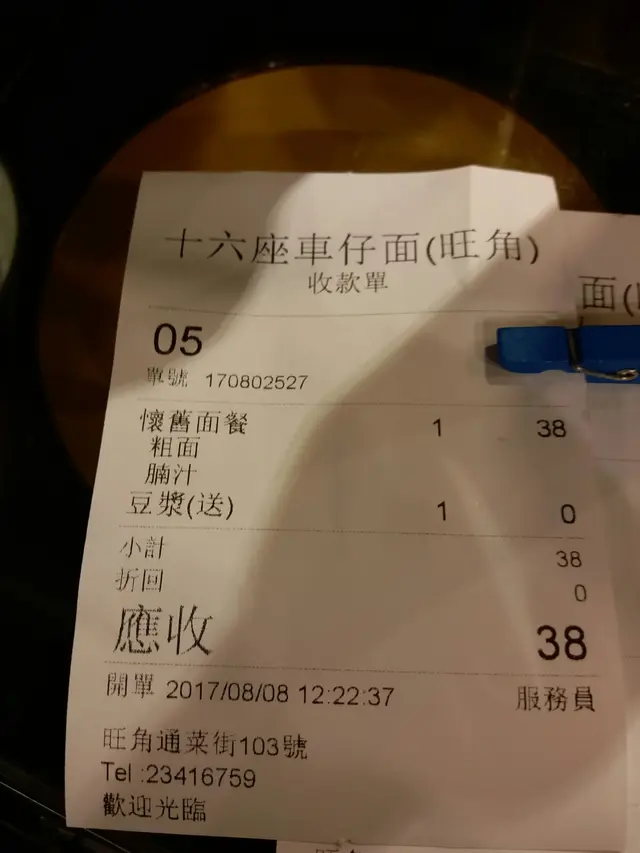 十六座車仔面(旺角)
收款單
05
單號 170802527
懷舊面餐 1 38
粗面
腩汁
豆漿(送) 1 0
小計 38
折回 0
應收 38
開單 2017/08/08 12:22:37 服務員
旺角通菜街103號
Tel :23416759
歡迎光臨
面(